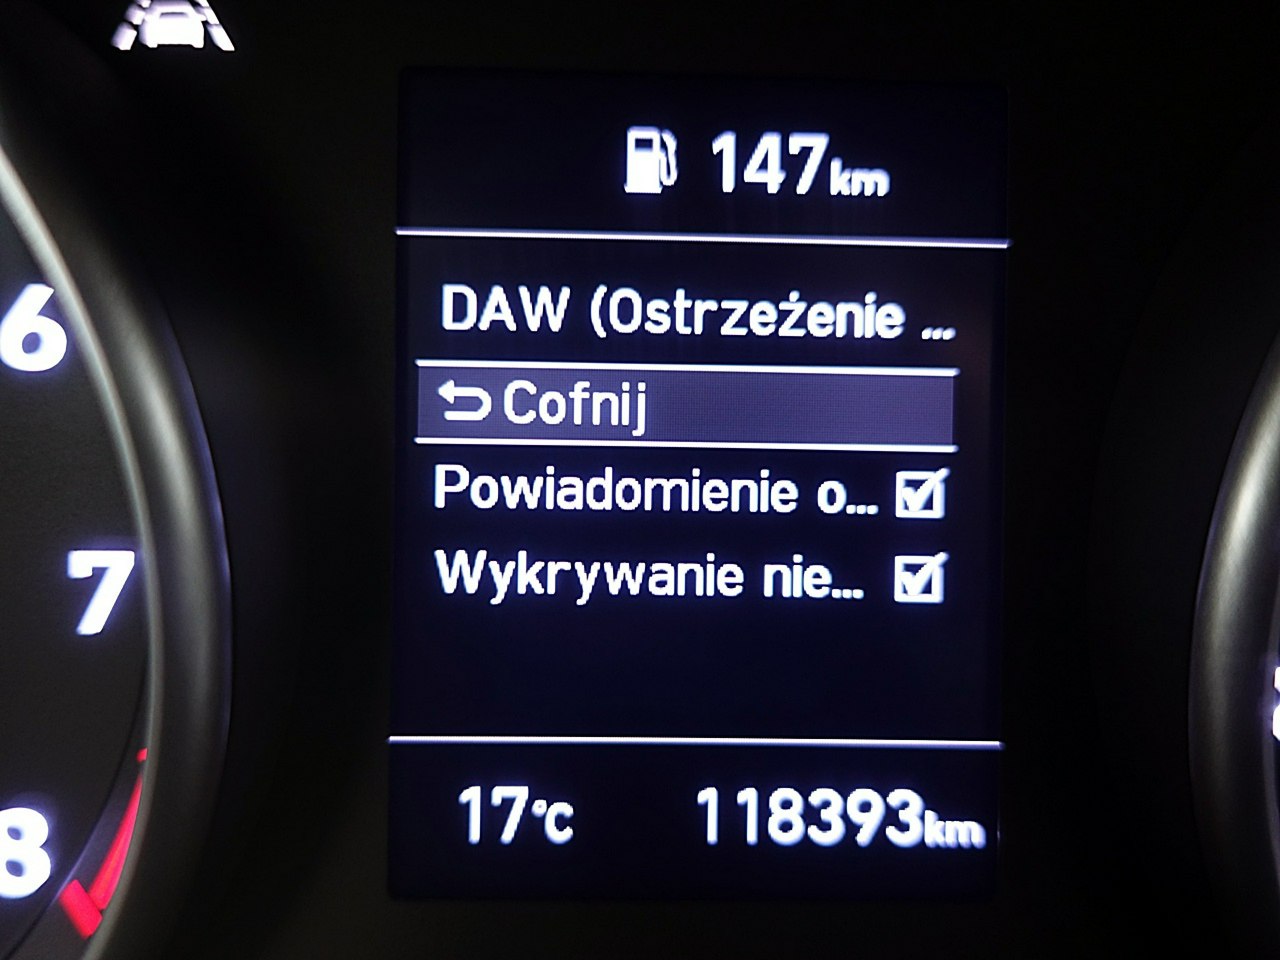 147km
DAW (Ostrzeżenie ...
Cofnij
Powiadomienie o...
Wykrywanie nie...
17°C 118393km
6
7
8